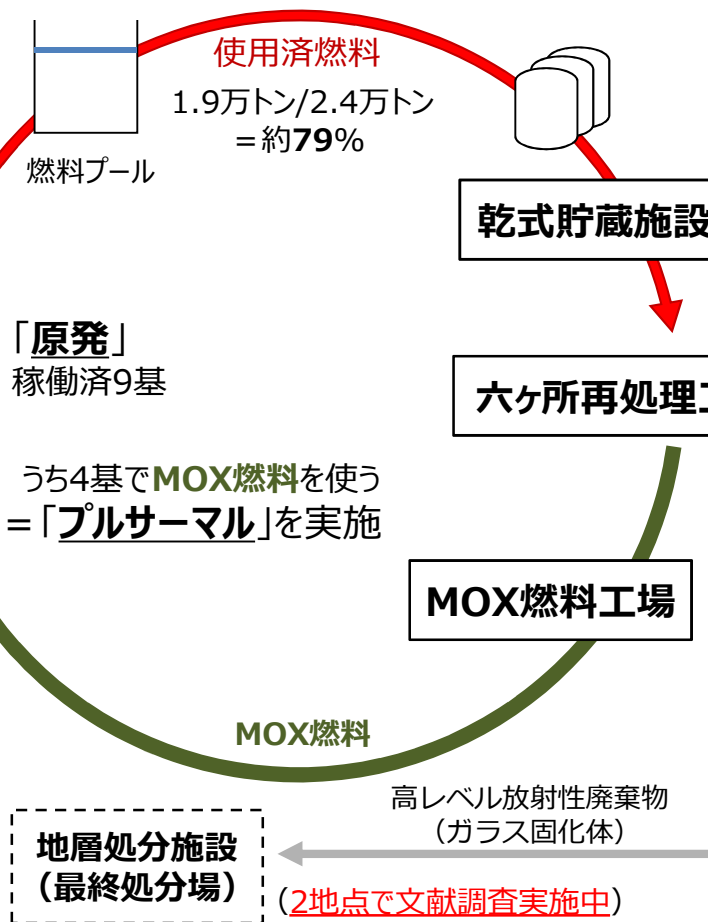 使用済燃料
1.9万トン/2.4万トン
=約79%
燃料プール
乾式貯蔵施設
「原発」
稼働済9基
六ヶ所再処理
うち4基でMOX燃料を使う
=「プルサーマル」を実施
MOX燃料工場
MOX燃料
高レベル放射性廃棄物
(ガラス固化体)
地層処分施設
(最終処分場)
(2地点で文献調査実施中)